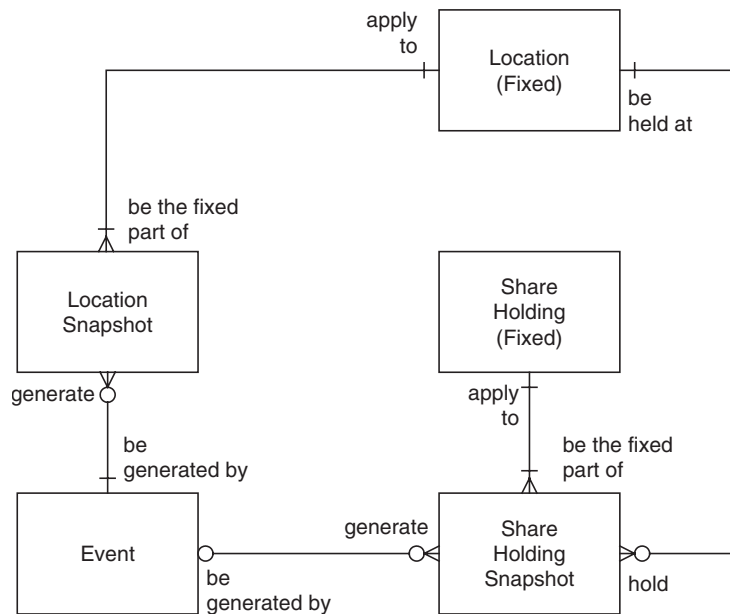 apply
to
Location
(Fixed)
be
held at
be the fixed
part of
Location
Snapshot
Share
Holding
(Fixed)
generate
apply
to
be
generated by
be the fixed
part of
Event
generate
Share
Holding
Snapshot
be
generated by
hold